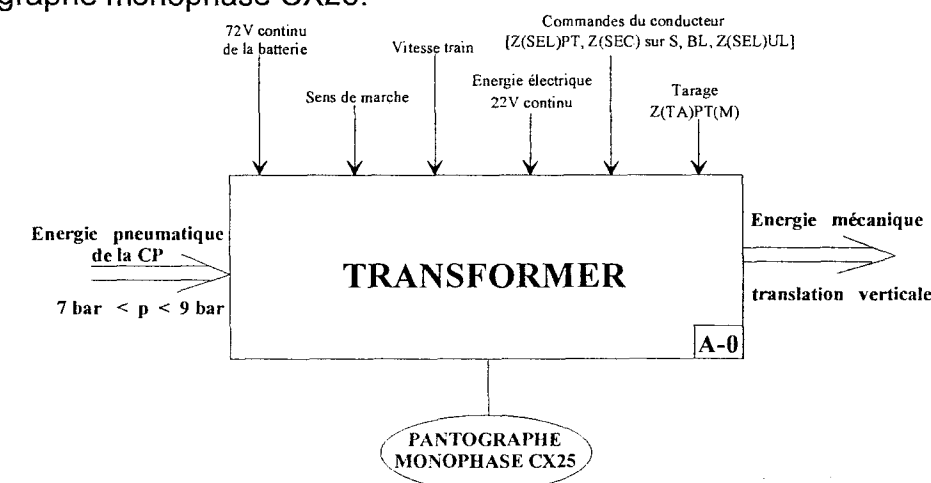 graphe monophasé CX25.
72V continu
de la batterie
Sens de marche
Vitesse train
Energie électrique
22V continu
Commandes du conducteur
[Z(SEL)PT, Z(SEC) sur S, BL, Z(SEL)UL]
Tarage
Z(TA)PT(M)
Energie pneumatique
de la CP
7 bar < p < 9 bar
TRANSFORMER
A-0
Energie mécanique
translation verticale
PANTOGRAPHE
MONOPHASE CX25